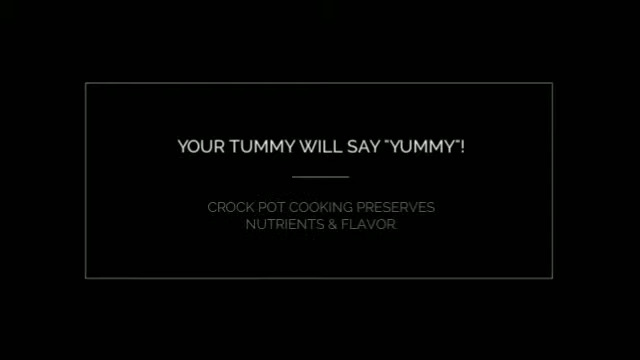 YOUR TUMMY WILL SAY "YUMMY"!
CROCK POT COOKING PRESERVES
NUTRIENTS & FLAVOR.